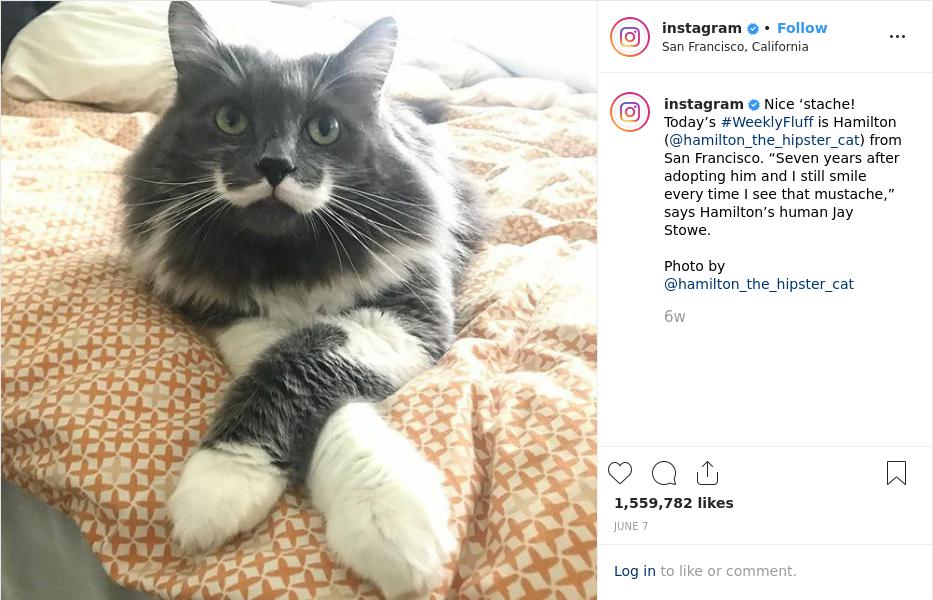 instagram • Follow
San Francisco, California
instagram Nice ‘stache!
Today’s #WeeklyFluff is Hamilton
(@hamilton_the_hipster_cat) from
San Francisco. “Seven years after
adopting him and I still smile
every time I see that mustache,”
says Hamilton’s human Jay
Stowe.
Photo by
@hamilton_the_hipster_cat
6w
1,559,782 likes
JUNE 7
Log in to like or comment.